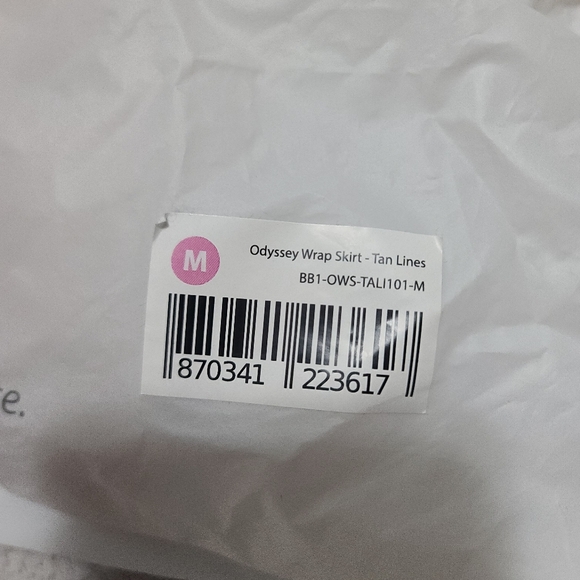 M
Odyssey Wrap Skirt - Tan Lines
BB1-OWS-TALI101-M
870341 223617